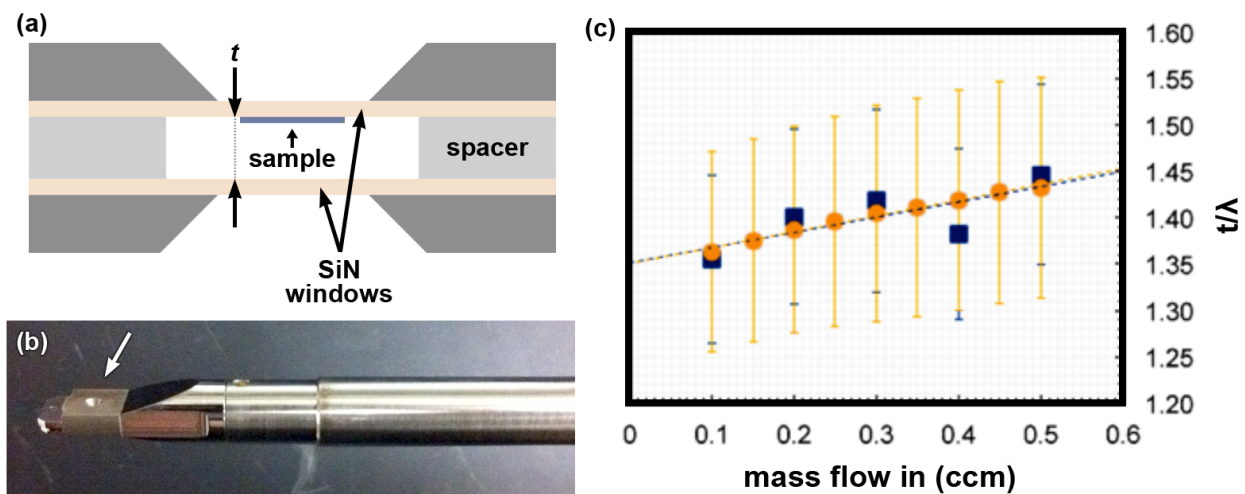 (a)
t
sample
spacer
SiN
windows
(b)
(c)
1.60
1.55
1.50
1.45
1.40
1.35
1.30
1.25
1.20
λ/t
0 0.1 0.2 0.3 0.4 0.5 0.6
mass flow in (ccm)